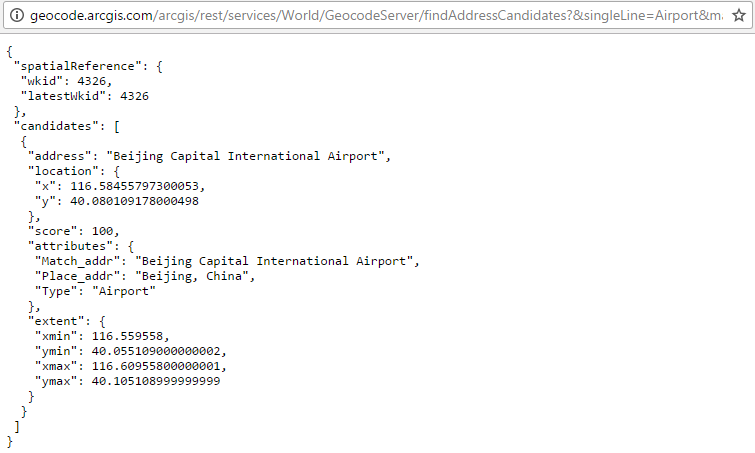 geocode.arcgis.com/arcgis/rest/services/World/GeocodeServer/findAddressCandidates?&singleLine=Airport&ma
{
"spatialReference": {
"wkid": 4326,
"latestWkid": 4326
},
"candidates": [
{
"address": "Beijing Capital International Airport",
"location": {
"x": 116.58455797300053,
"y": 40.080109178000498
},
"score": 100,
"attributes": {
"Match_addr": "Beijing Capital International Airport",
"Place_addr": "Beijing, China",
"Type": "Airport"
},
"extent": {
"xmin": 116.559558,
"ymin": 40.055109000000002,
"xmax": 116.60955800000001,
"ymax": 40.105108999999999
}
}
]
}